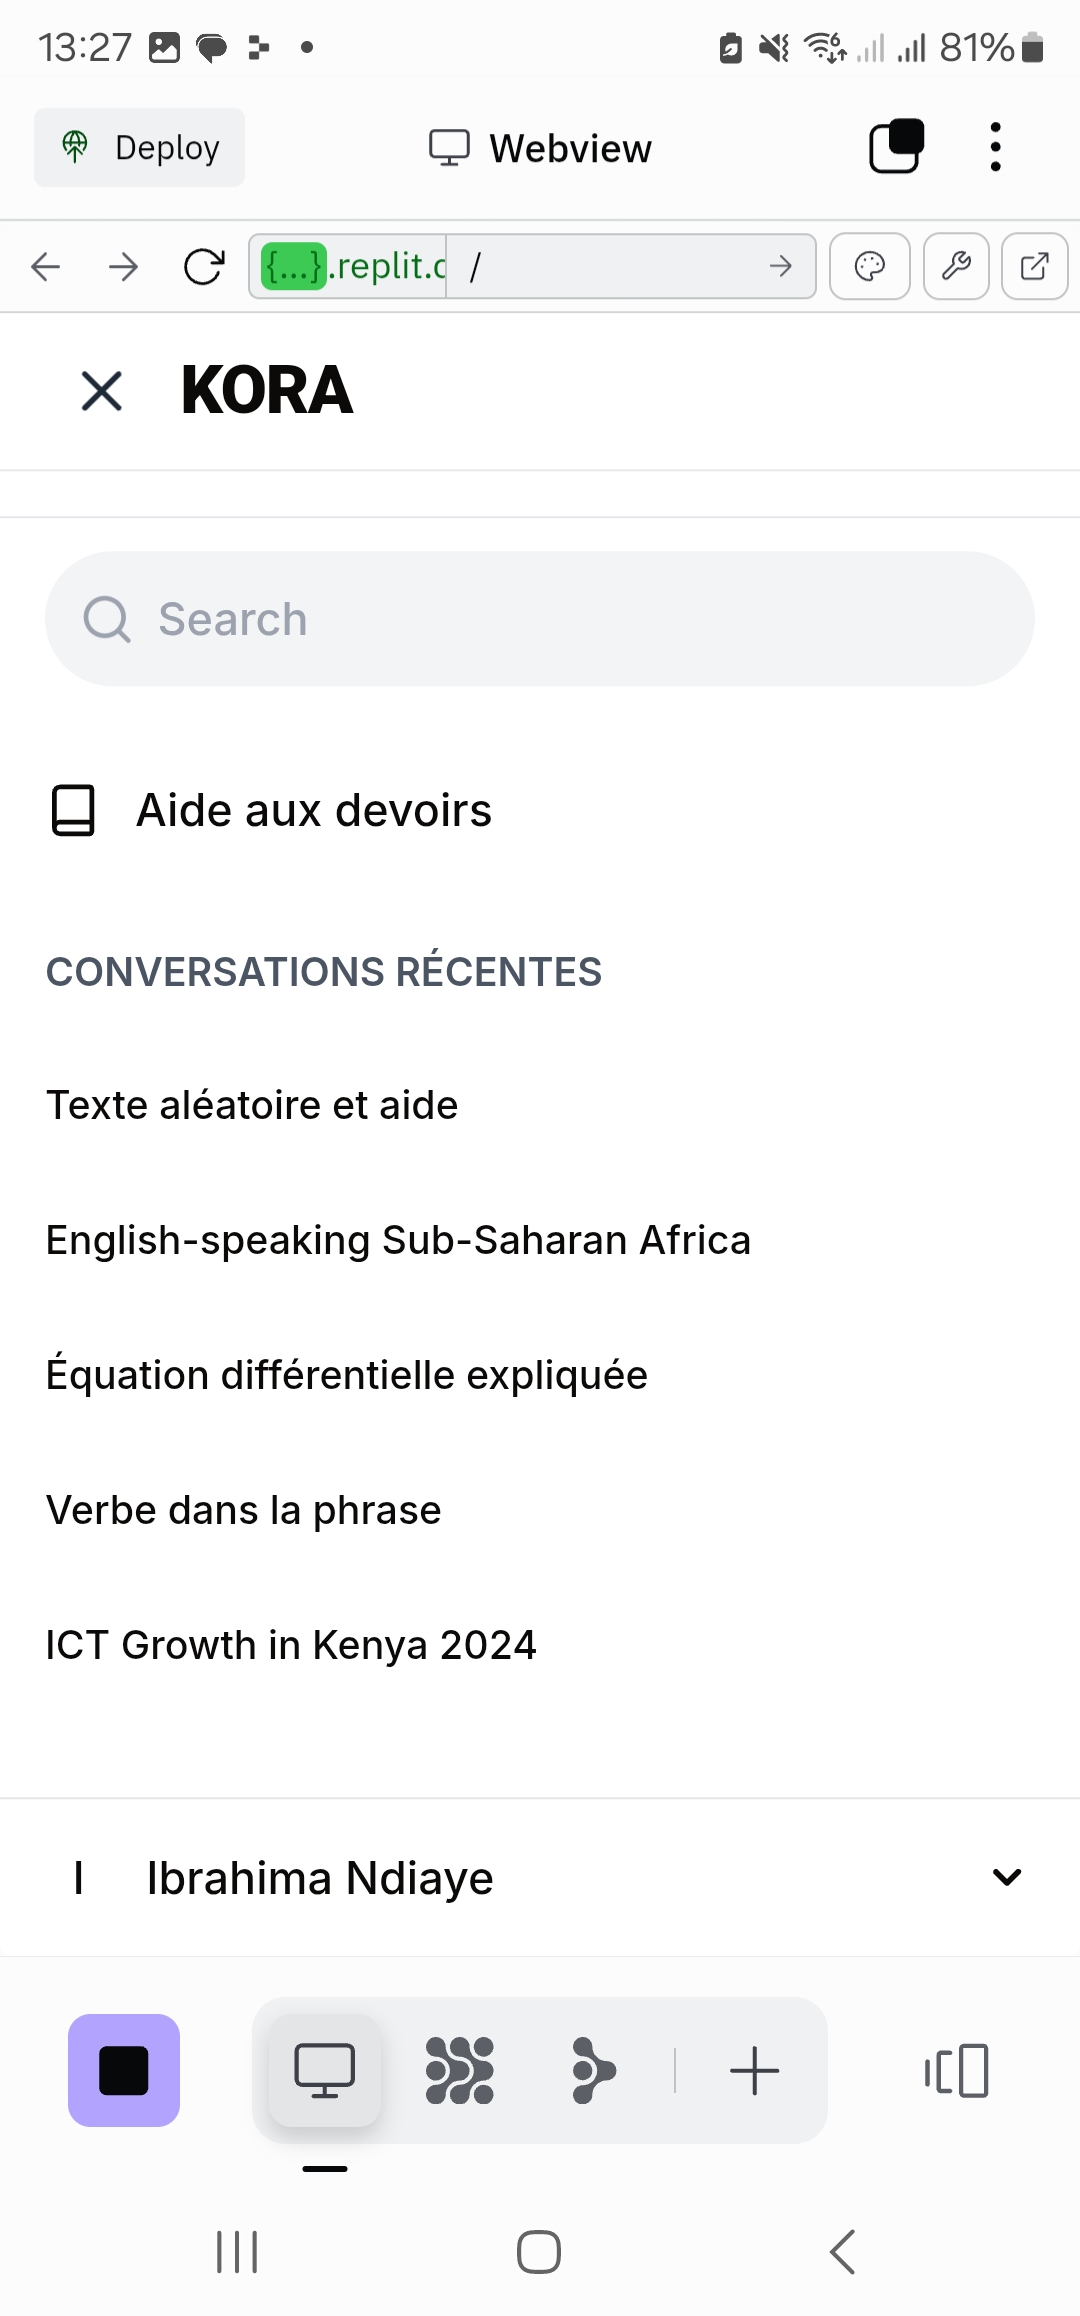 13:27
81%
Deploy
Webview
{...}.replit.c /
KORA
Search
Aide aux devoirs
CONVERSATIONS RÉCENTES
Texte aléatoire et aide
English-speaking Sub-Saharan Africa
Équation différentielle expliquée
Verbe dans la phrase
ICT Growth in Kenya 2024
I Ibrahima Ndiaye